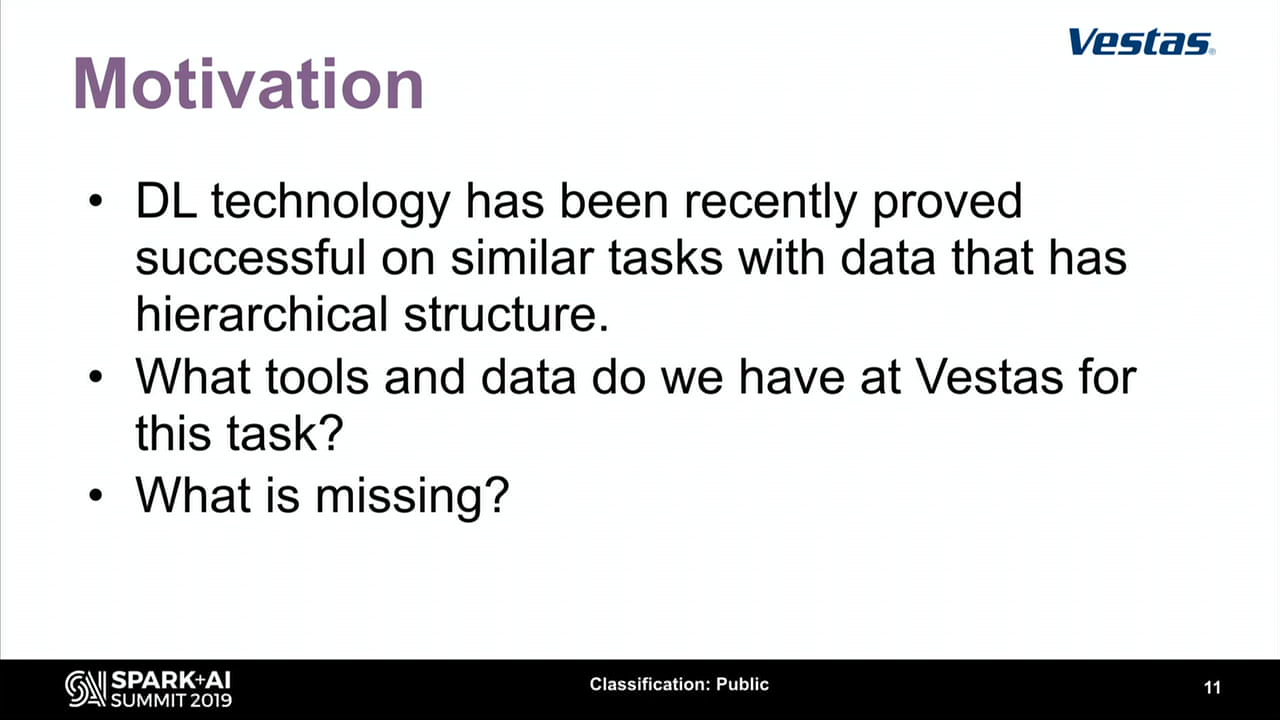 Vestas
Motivation
• DL technology has been recently proved
successful on similar tasks with data that has
hierarchical structure.
• What tools and data do we have at Vestas for
this task?
• What is missing?
SPARK+AI
SUMMIT 2019
Classification: Public
11